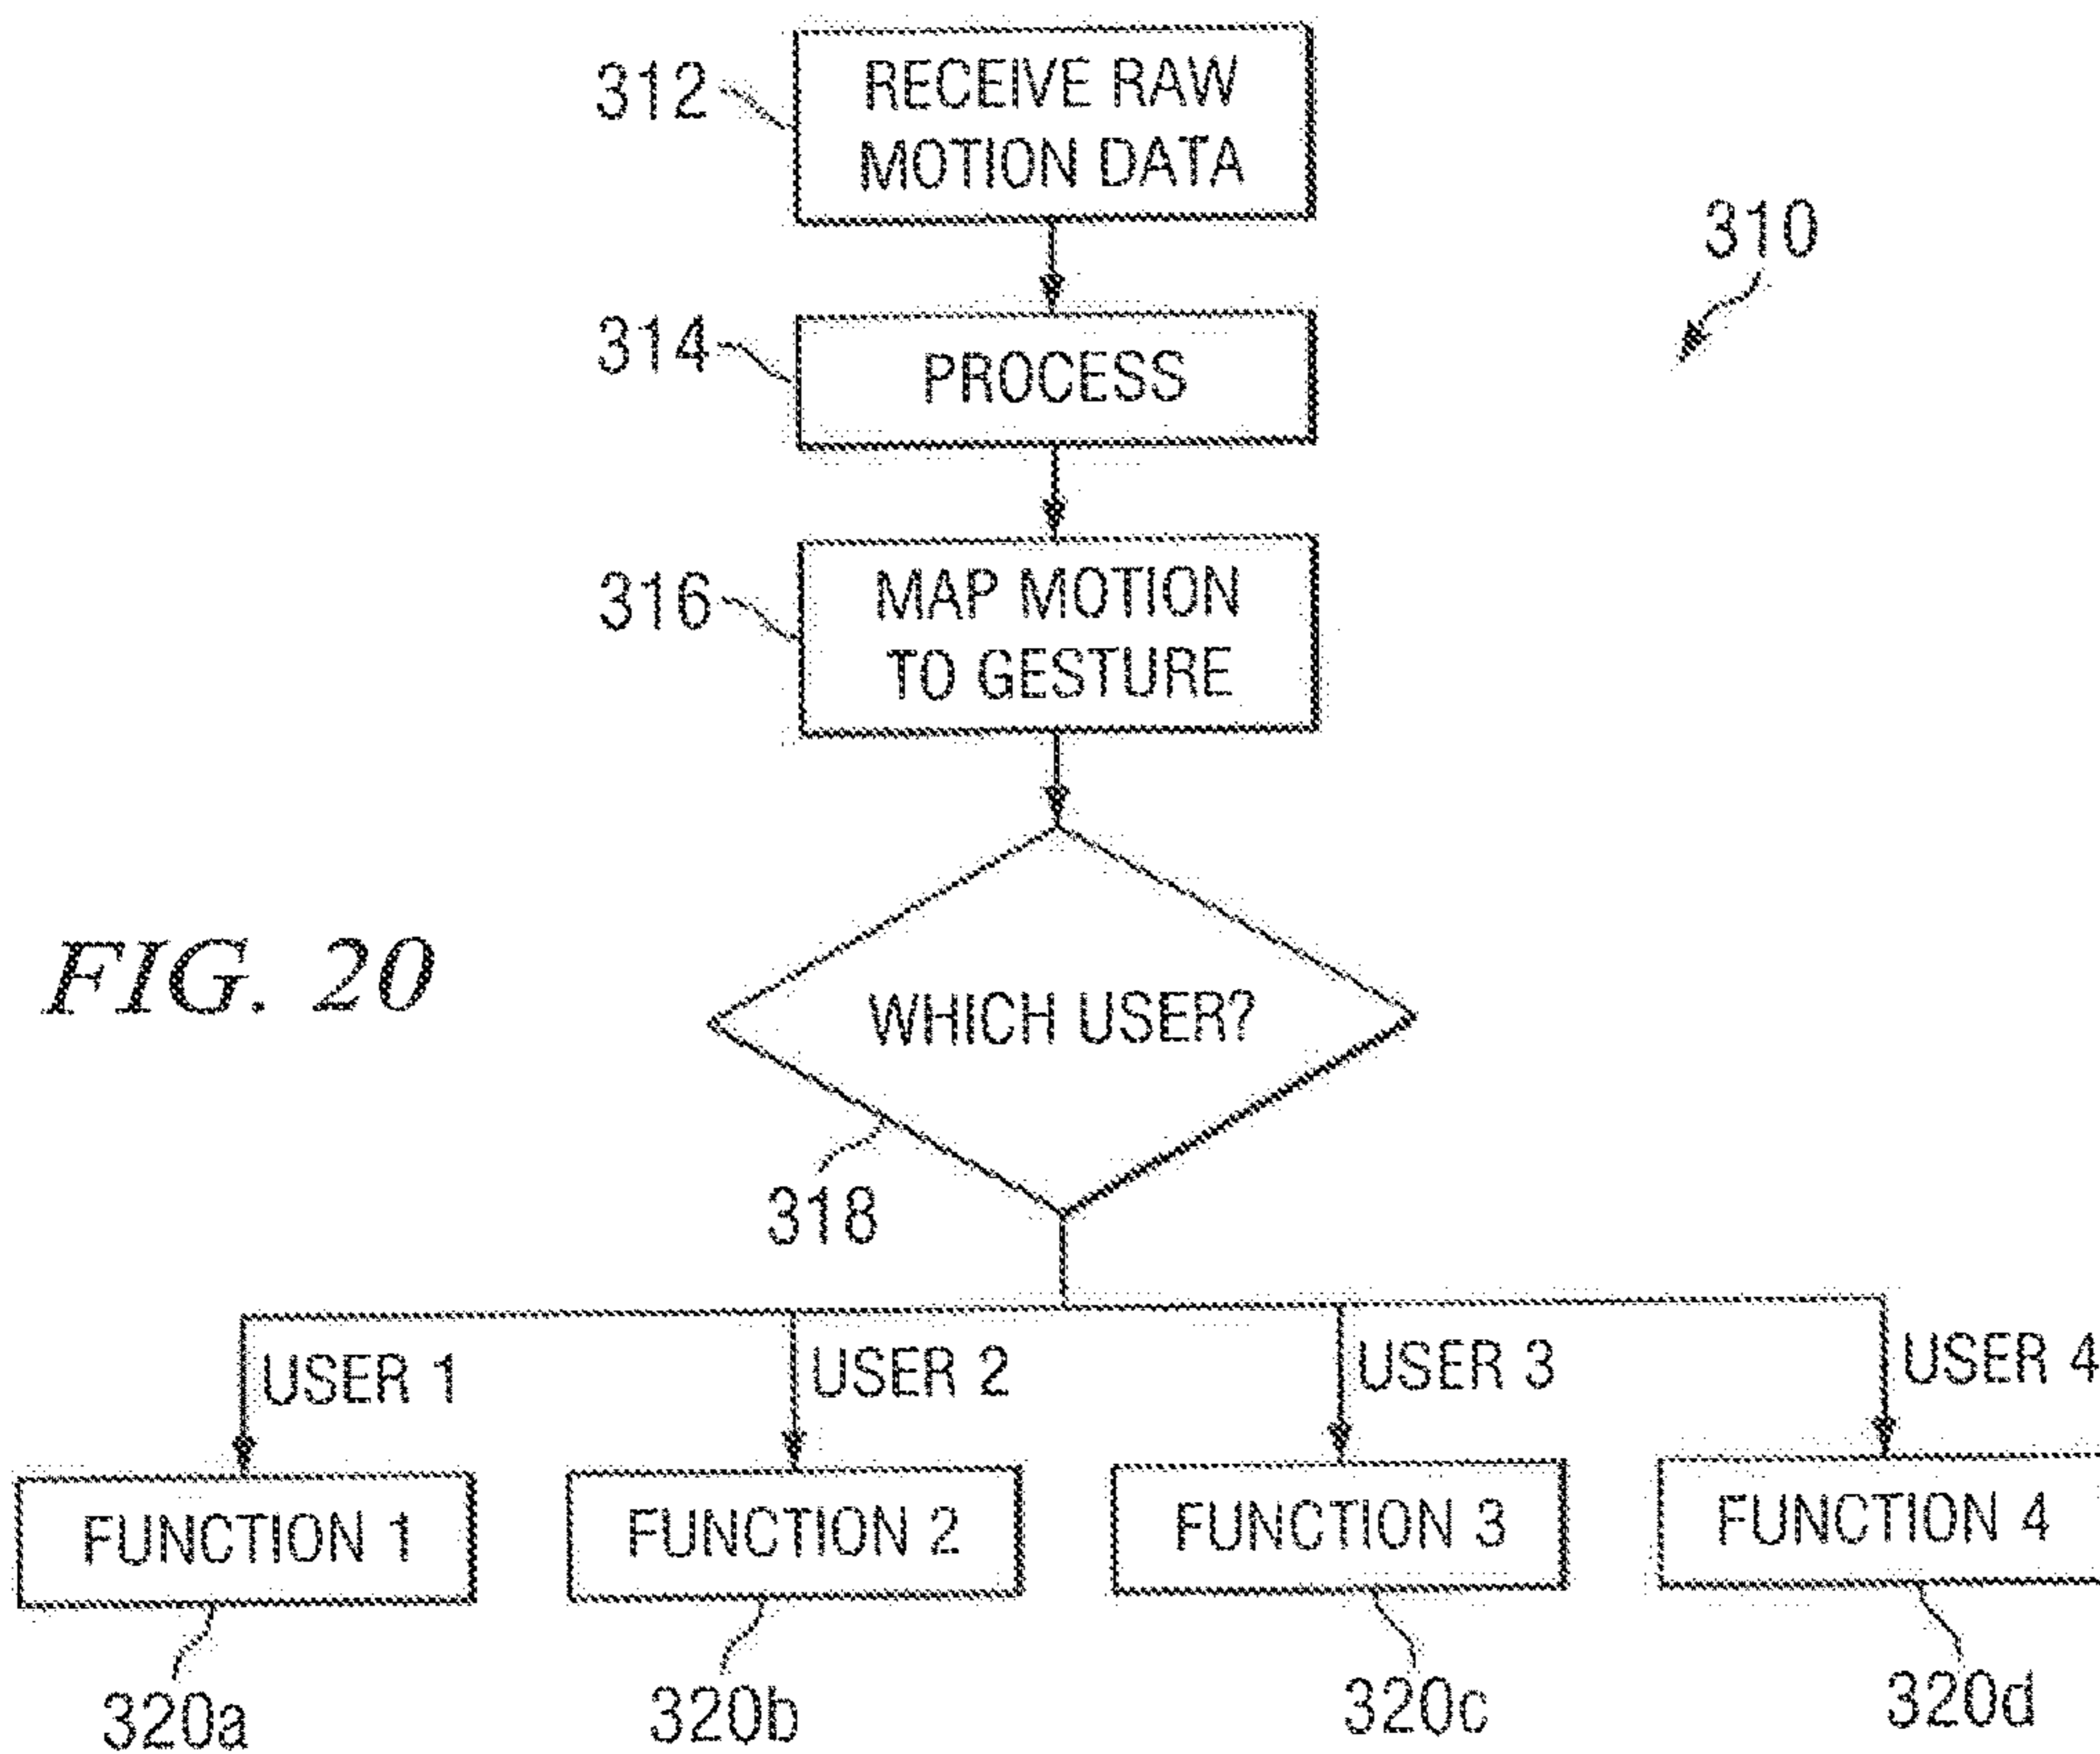 312
RECEIVE RAW
MOTION DATA
310
314
PROCESS
316
MAP MOTION
TO GESTURE
FIG. 20
WHICH USER?
318
USER 1
USER 2
USER 3
USER 4
FUNCTION 1
FUNCTION 2
FUNCTION 3
FUNCTION 4
320a
320b
320c
320d